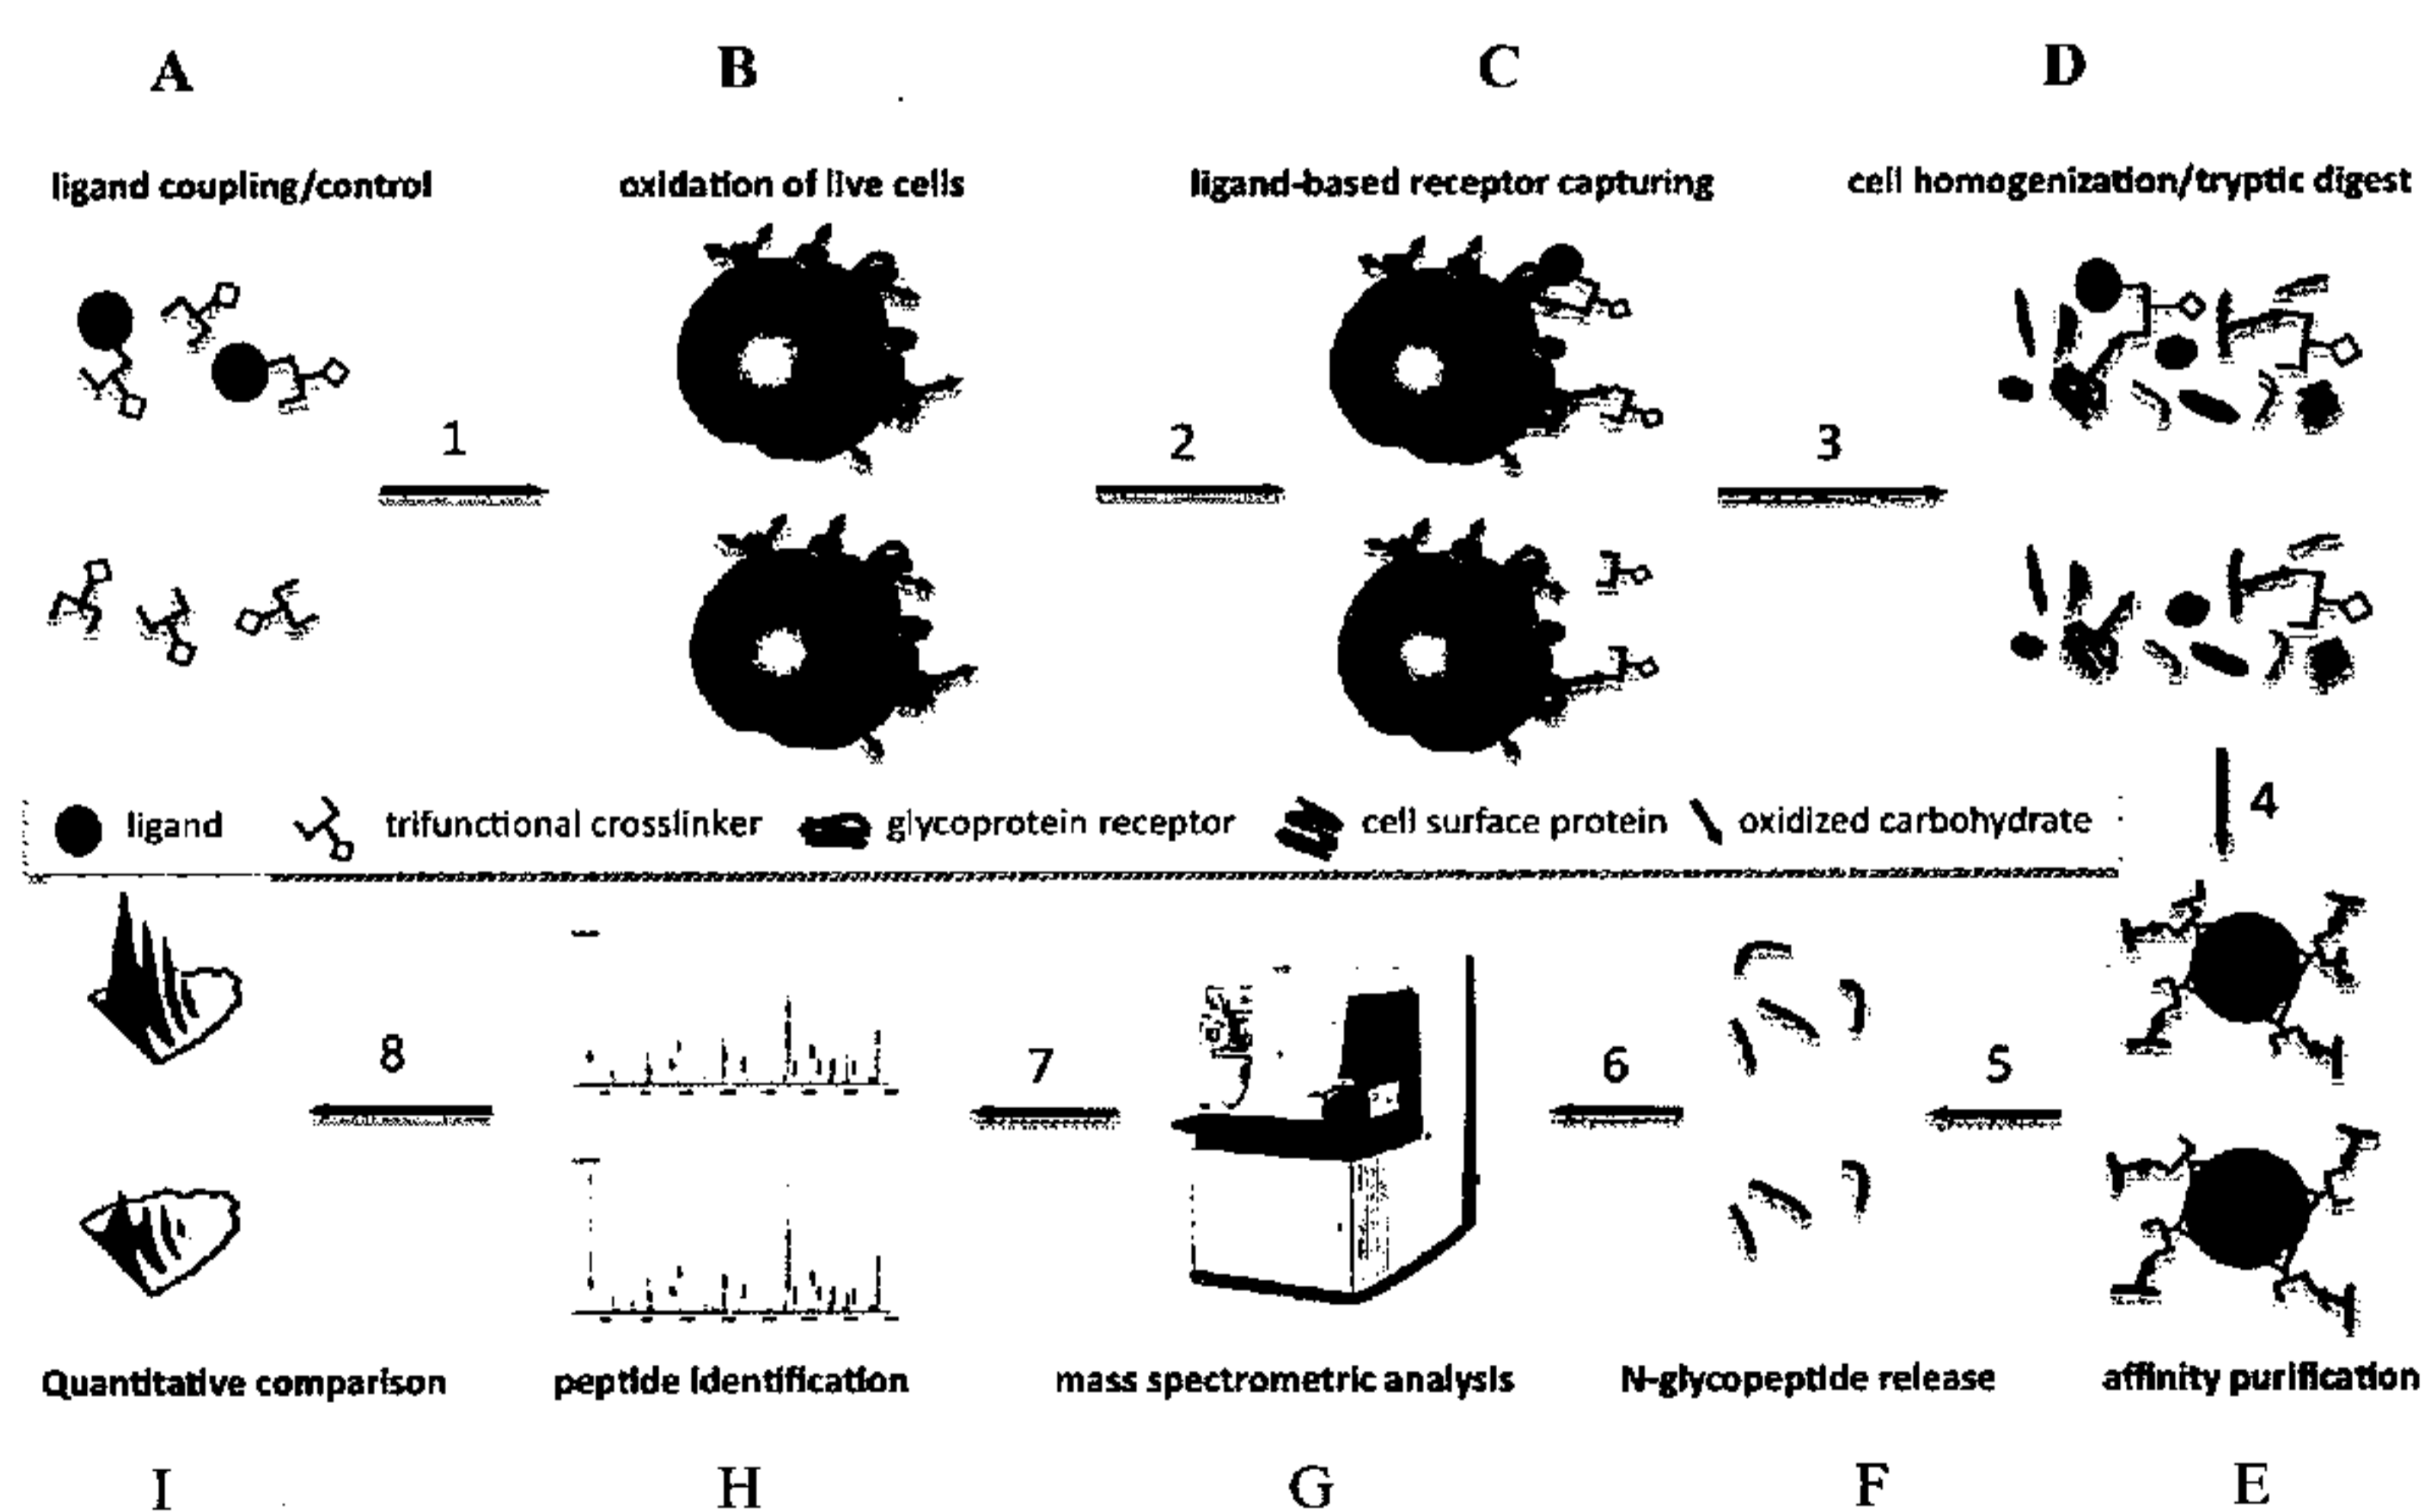 A B C D
ligand coupling/control oxidation of live cells ligand-based receptor capturing cell homogenization/tryptic digest
1 2 3
ligand trifunctional crosslinker glycoprotein receptor cell surface protein oxidized carbohydrate 4
8 7 6 5
Quantitative comparison peptide identification mass spectrometric analysis N-glycopeptide release affinity purification
I H G F E